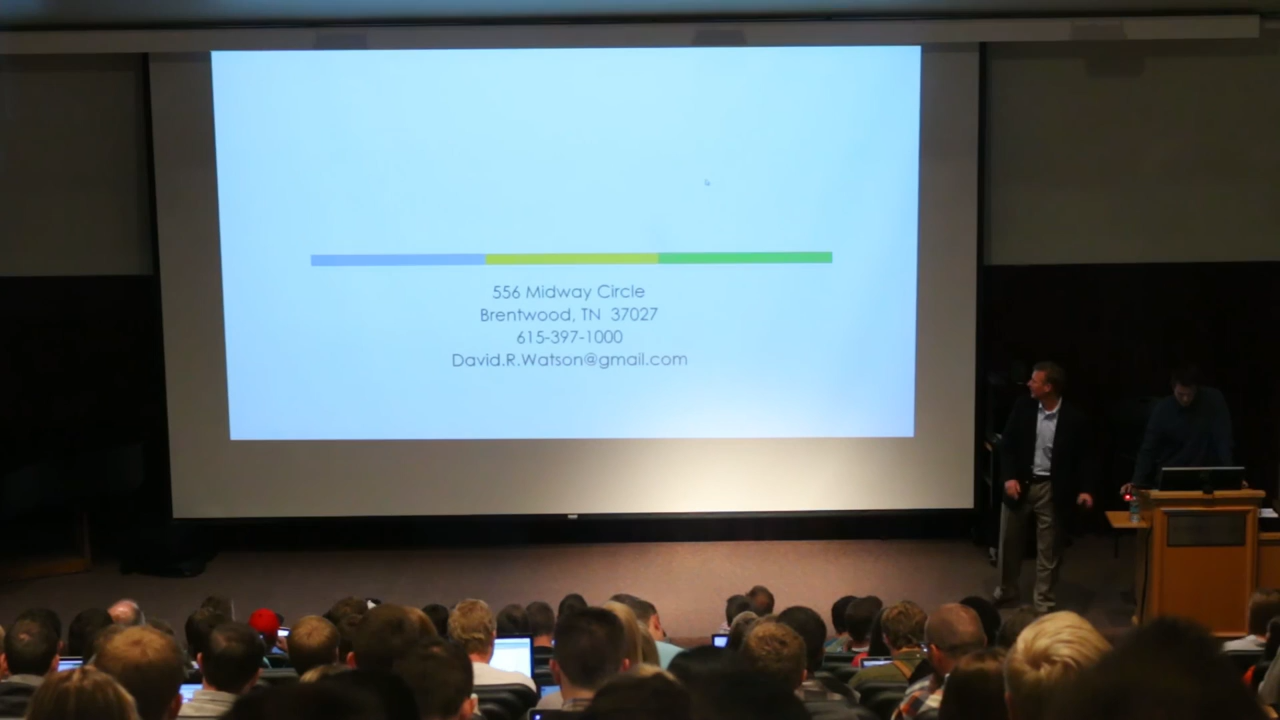 556 Midway Circle
Brentwood, TN 37027
615-397-1000
David.R.Watson@gmail.com